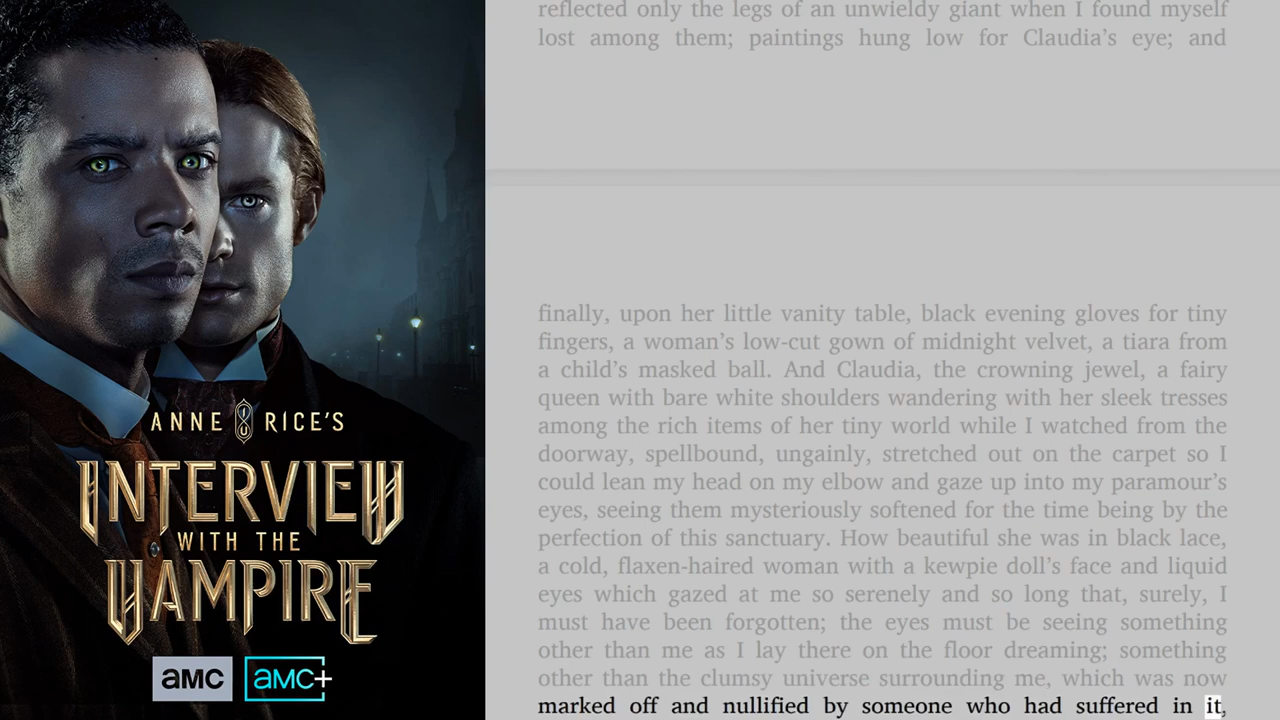 ANNE RICE'S
INTERVIEW
WITH THE
VAMPIRE
aMC
aMC+
reflected only the legs of an unwieldy giant when I found myself
lost among them; paintings hung low for Claudia’s eye; and
finally, upon her little vanity table, black evening gloves for tiny
fingers, a woman’s low-cut gown of midnight velvet, a tiara from
a child’s masked ball. And Claudia, the crowning jewel, a fairy
queen with bare white shoulders wandering with her sleek tresses
among the rich items of her tiny world while I watched from the
doorway, spellbound, ungainly, stretched out on the carpet so I
could lean my head on my elbow and gaze up into my paramour’s
eyes, seeing them mysteriously softened for the time being by the
perfection of this sanctuary. How beautiful she was in black lace,
a cold, flaxen-haired woman with a kewpie doll’s face and liquid
eyes which gazed at me so serenely and so long that, surely, I
must have been forgotten; the eyes must be seeing something
other than me as I lay there on the floor dreaming; something
other than the clumsy universe surrounding me, which was now
marked off and nullified by someone who had suffered in it,